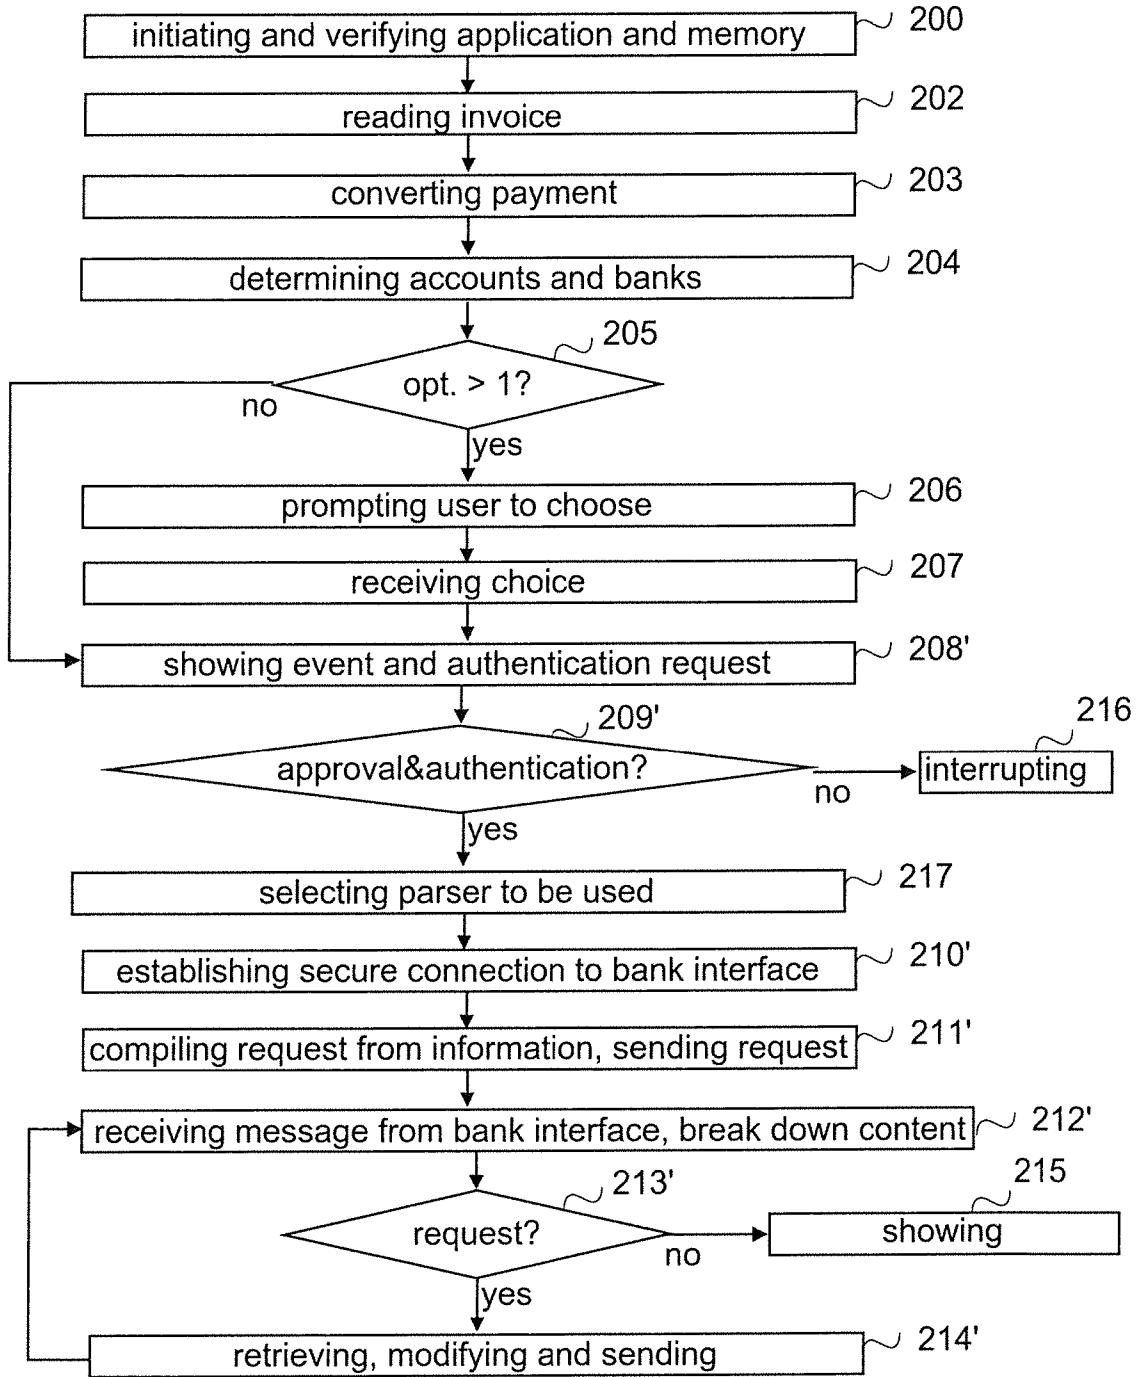 initiating and verifying application and memory 200
reading invoice 202
converting payment 203
determining accounts and banks 204
205
opt. > 1?
no
yes
prompting user to choose 206
receiving choice 207
showing event and authentication request 208'
209'
216
approval&authentication?
interrupting
no
yes
selecting parser to be used 217
establishing secure connection to bank interface 210'
compiling request from information, sending request 211'
receiving message from bank interface, break down content 212'
213'
215
request?
showing
no
yes
retrieving, modifying and sending 214'